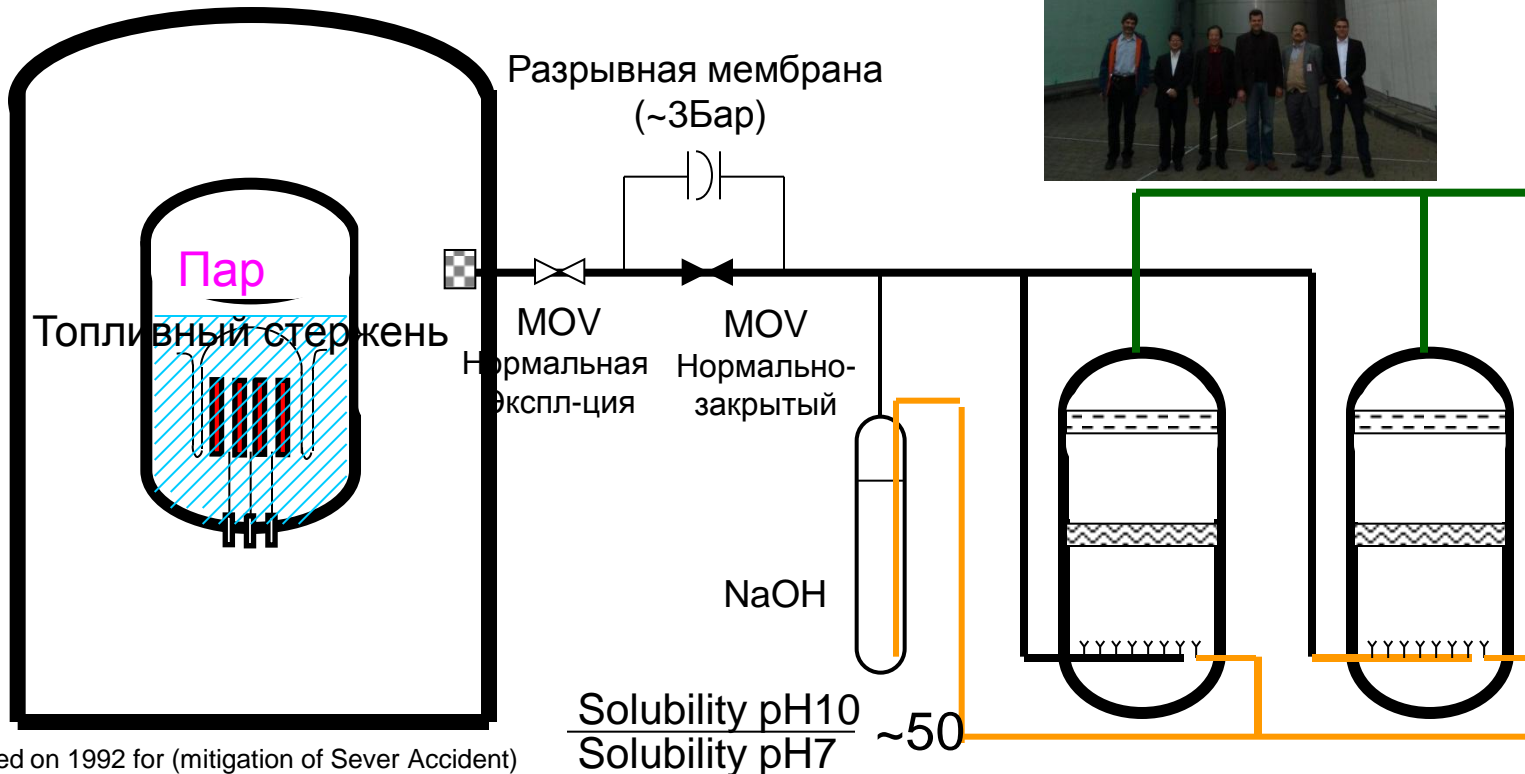 Разрывная мембрана
(~3Бар)
Пар
Топливный стержень
MOV
Нормальная
Экспл-ция
MOV
Нормально-
закрытый
NaOH
Solubility pH10
Solubility pH7
~50
ed on 1992 for (mitigation of Sever Accident)